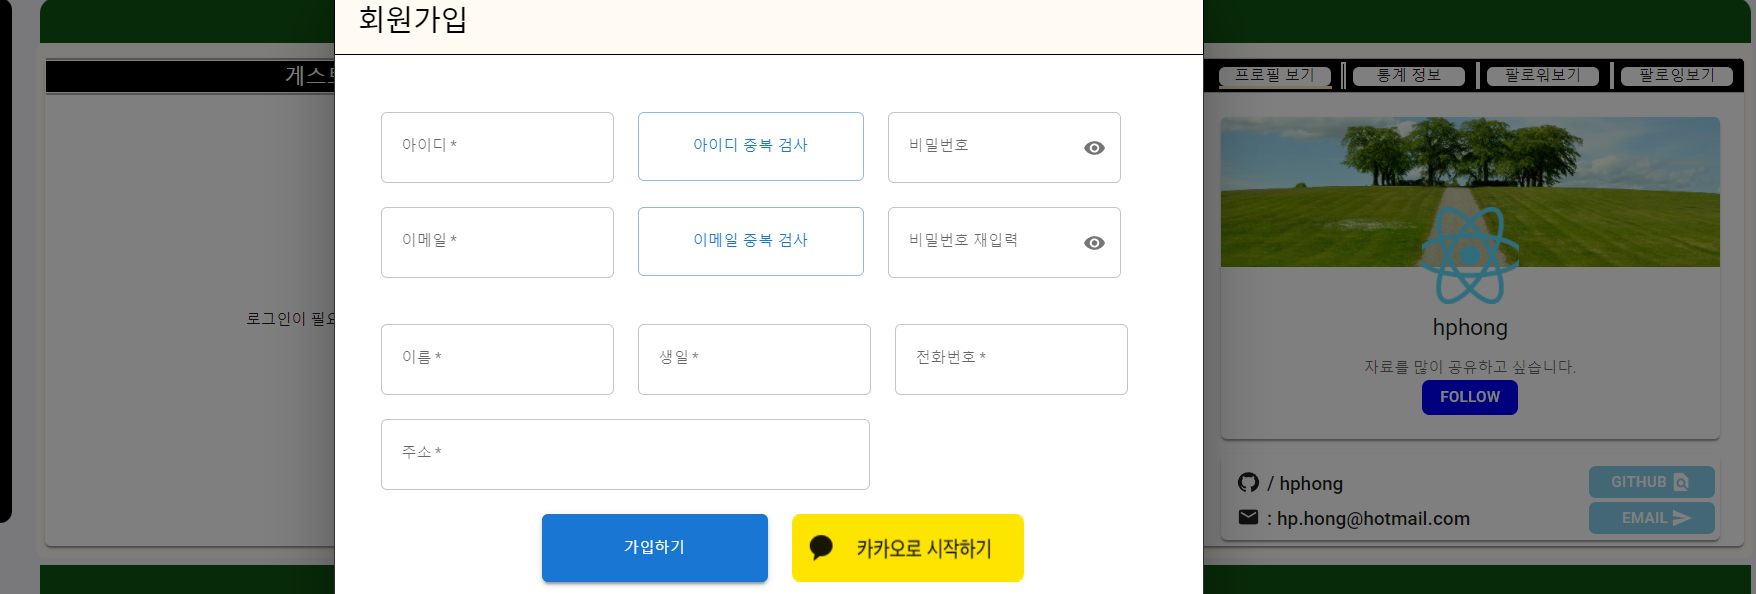 회원가입
게스트
프로필 보기
통계 정보
팔로워보기
팔로잉보기
아이디 *
아이디 중복 검사
비밀번호
이메일 *
이메일 중복 검사
비밀번호 재입력
로그인이 필요
이름 *
생일 *
전화번호 *
주소 *
가입하기
카카오로 시작하기
hphong
자료를 많이 공유하고 싶습니다.
FOLLOW
/ hphong
GITHUB
: hp.hong@hotmail.com
EMAIL